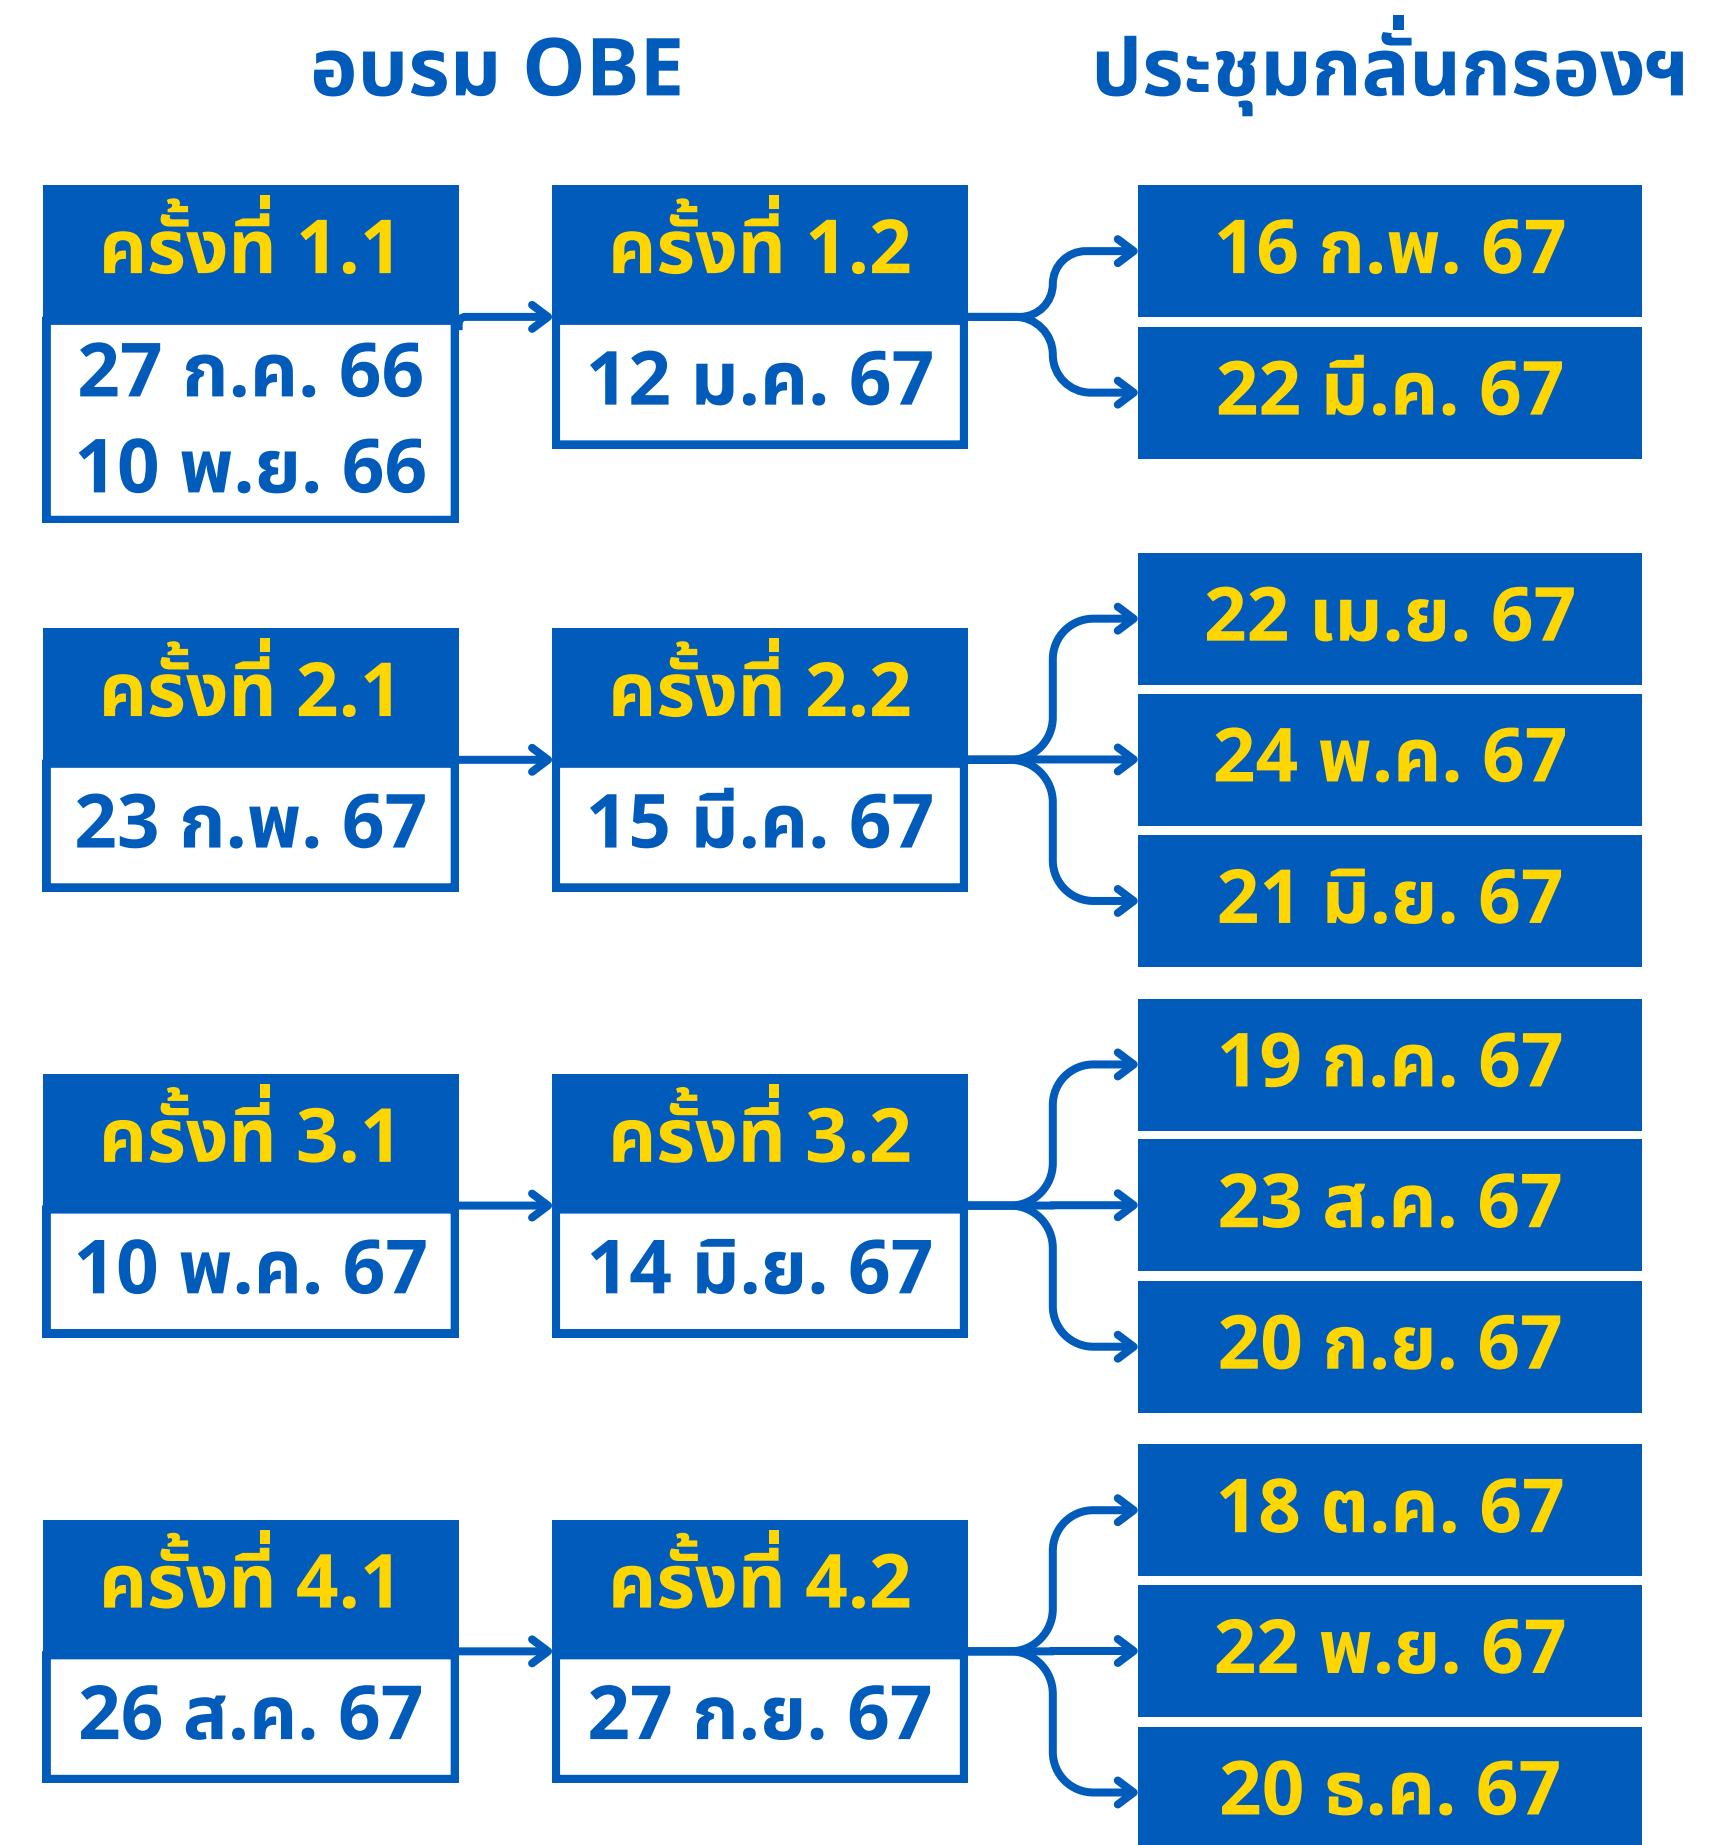 อบรม OBE
ประชุมกลั่นกรองฯ
ครั้งที่ 1.1
27 ก.ค. 66
10 พ.ย. 66
ครั้งที่ 1.2
12 ม.ค. 67
16 ก.พ. 67
22 มี.ค. 67
ครั้งที่ 2.1
23 ก.พ. 67
ครั้งที่ 2.2
15 มี.ค. 67
22 เม.ย. 67
24 พ.ค. 67
21 มิ.ย. 67
ครั้งที่ 3.1
10 พ.ค. 67
ครั้งที่ 3.2
14 มิ.ย. 67
19 ก.ค. 67
23 ส.ค. 67
20 ก.ย. 67
ครั้งที่ 4.1
26 ส.ค. 67
ครั้งที่ 4.2
27 ก.ย. 67
18 ต.ค. 67
22 พ.ย. 67
20 ธ.ค. 67